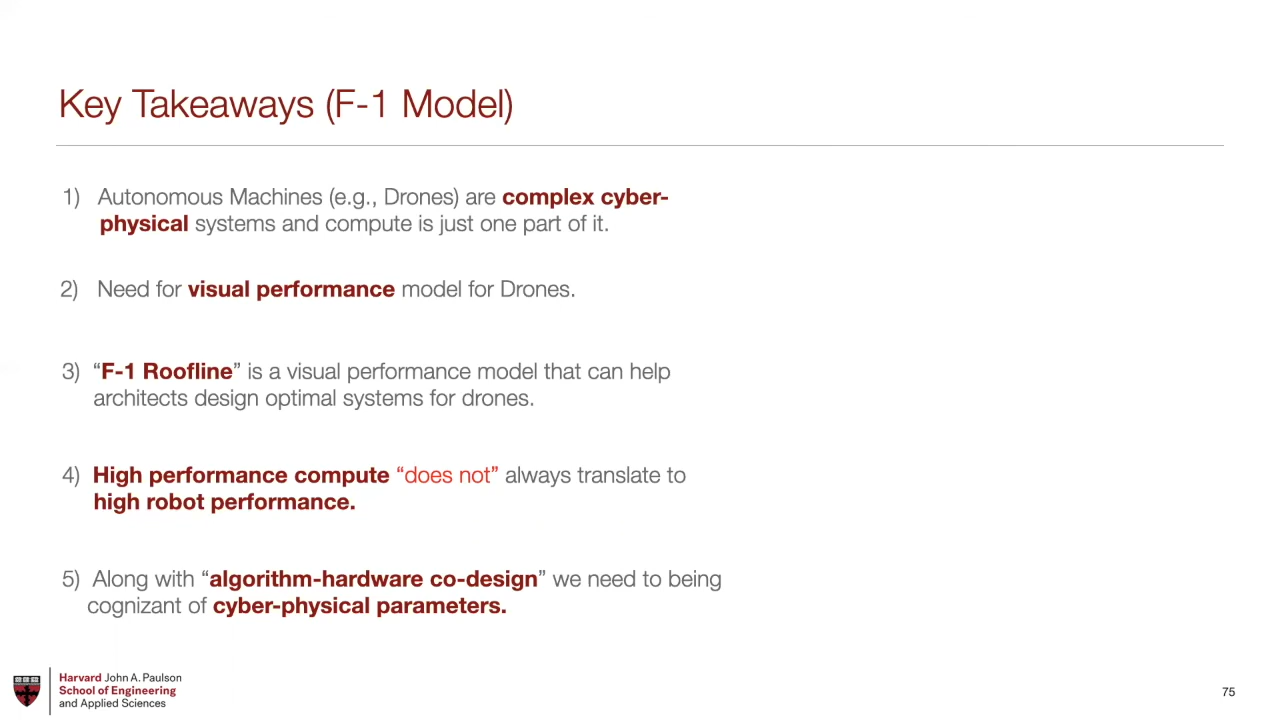 Key Takeaways (F-1 Model)
1) Autonomous Machines (e.g., Drones) are complex cyber-
physical systems and compute is just one part of it.
2) Need for visual performance model for Drones.
3) “F-1 Roofline” is a visual performance model that can help
architects design optimal systems for drones.
4) High performance compute “does not” always translate to
high robot performance.
5) Along with “algorithm-hardware co-design” we need to being
cognizant of cyber-physical parameters.
Harvard John A. Paulson
School of Engineering
and Applied Sciences
75